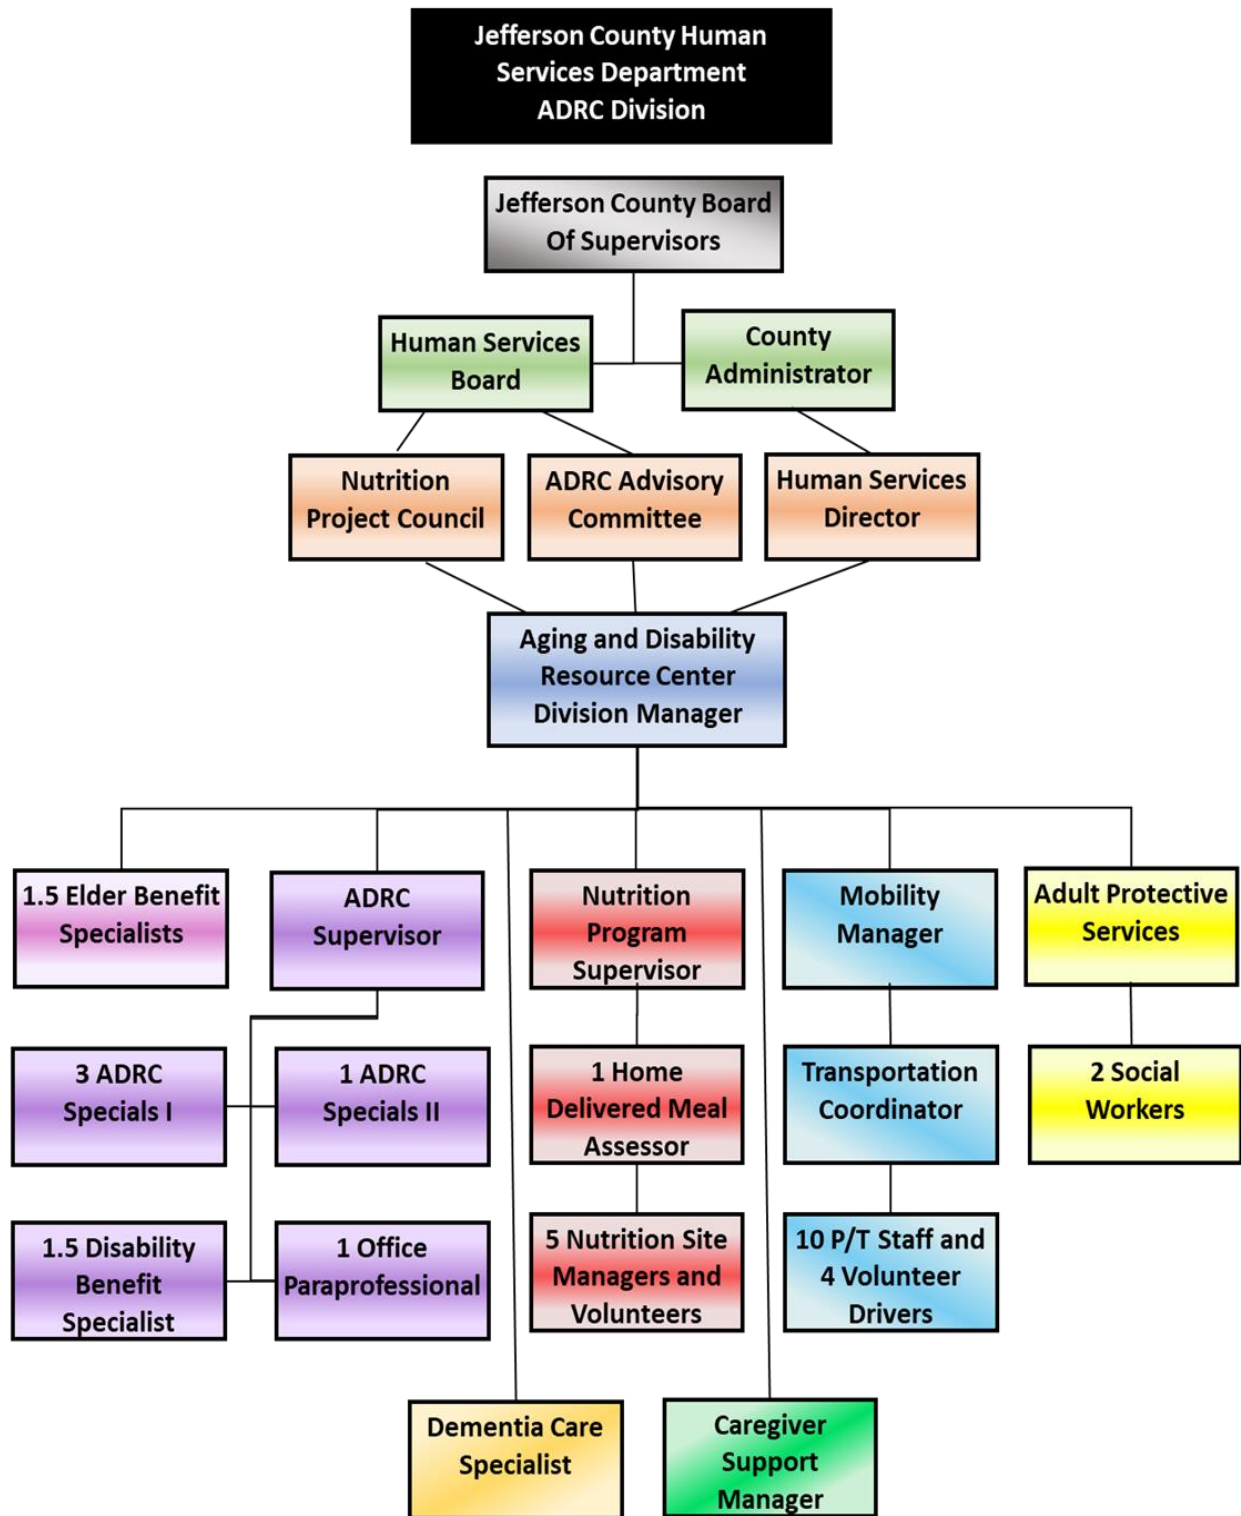 Jefferson County Human
Services Department
ADRC Division
Jefferson County Board
Of Supervisors
Human Services
Board
County
Administrator
Nutrition
Project Council
ADRC Advisory
Committee
Human Services
Director
Aging and Disability
Resource Center
Division Manager
1.5 Elder Benefit
Specialists
ADRC
Supervisor
Nutrition
Program
Supervisor
Mobility
Manager
Adult Protective
Services
3 ADRC
Specials I
1 ADRC
Specials II
1 Home
Delivered Meal
Assessor
Transportation
Coordinator
2 Social
Workers
1.5 Disability
Benefit
Specialist
1 Office
Paraprofessional
5 Nutrition Site
Managers and
Volunteers
10 P/T Staff and
4 Volunteer
Drivers
Dementia Care
Specialist
Caregiver
Support
Manager